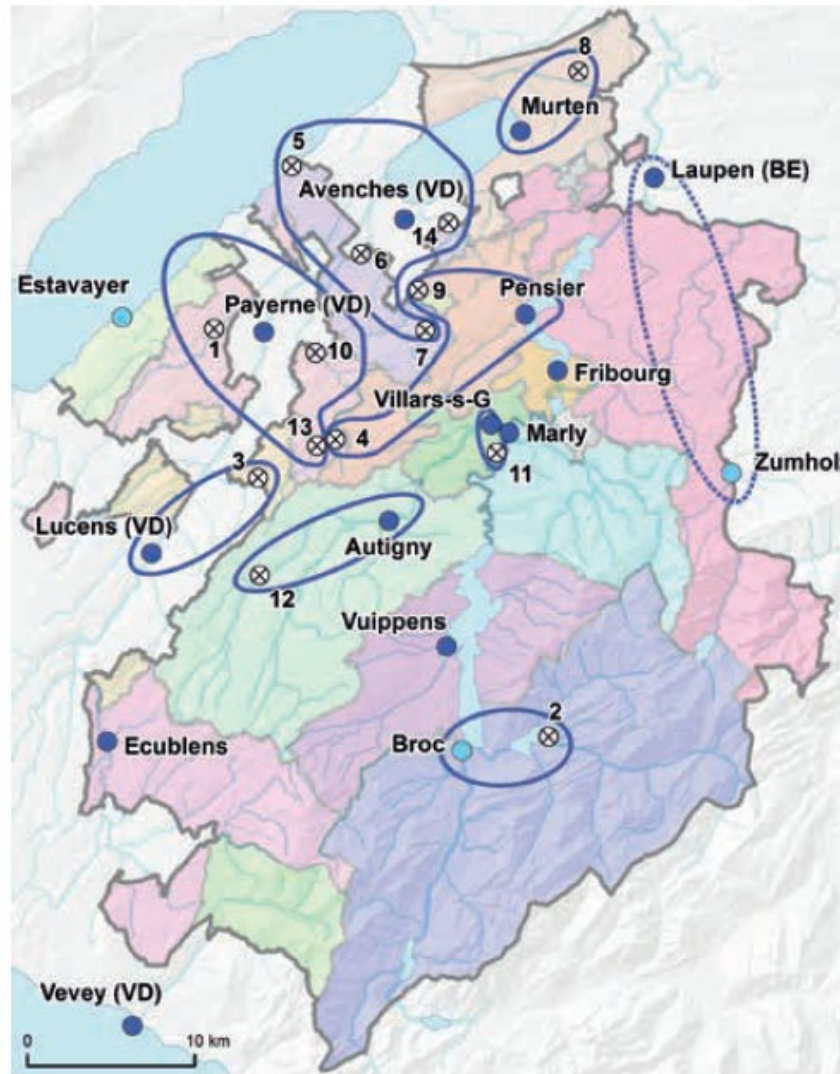 8
Murten
5
Laupen (BE)
Avenches (VD)
14
6
Estavayer
9
Payerne (VD)
Pensier
1
10
7
Fribourg
Villars-s-G
13
4
Marly
3
11
Zumhol
Lucens (VD)
Autigny
12
Vuippens
2
Broc
Ecublens
Vevey (VD)
0
10 km